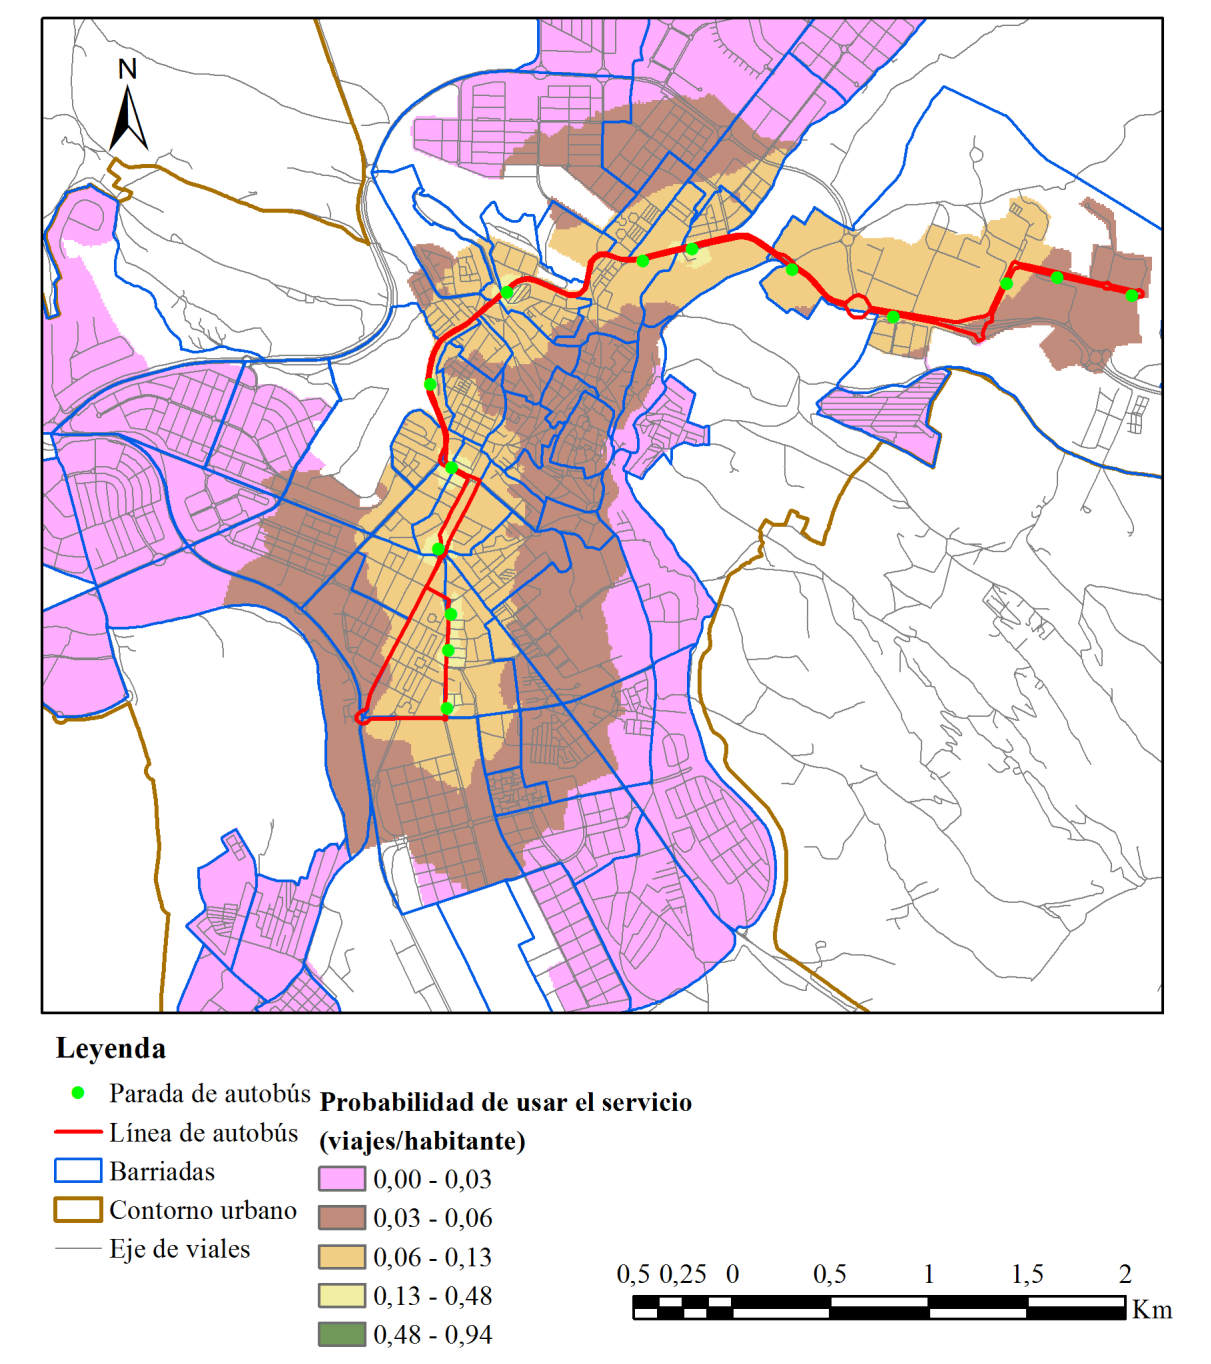 N
Leyenda
Parada de autobús
Línea de autobús
Barriadas
Contorno urbano
Eje de viales
Probabilidad de usar el servicio
(viajes/habitante)
0,00 - 0,03
0,03 - 0,06
0,06 - 0,13
0,13 - 0,48
0,48 - 0,94
0,5 0,25 0 0,5 1 1,5 2
Km